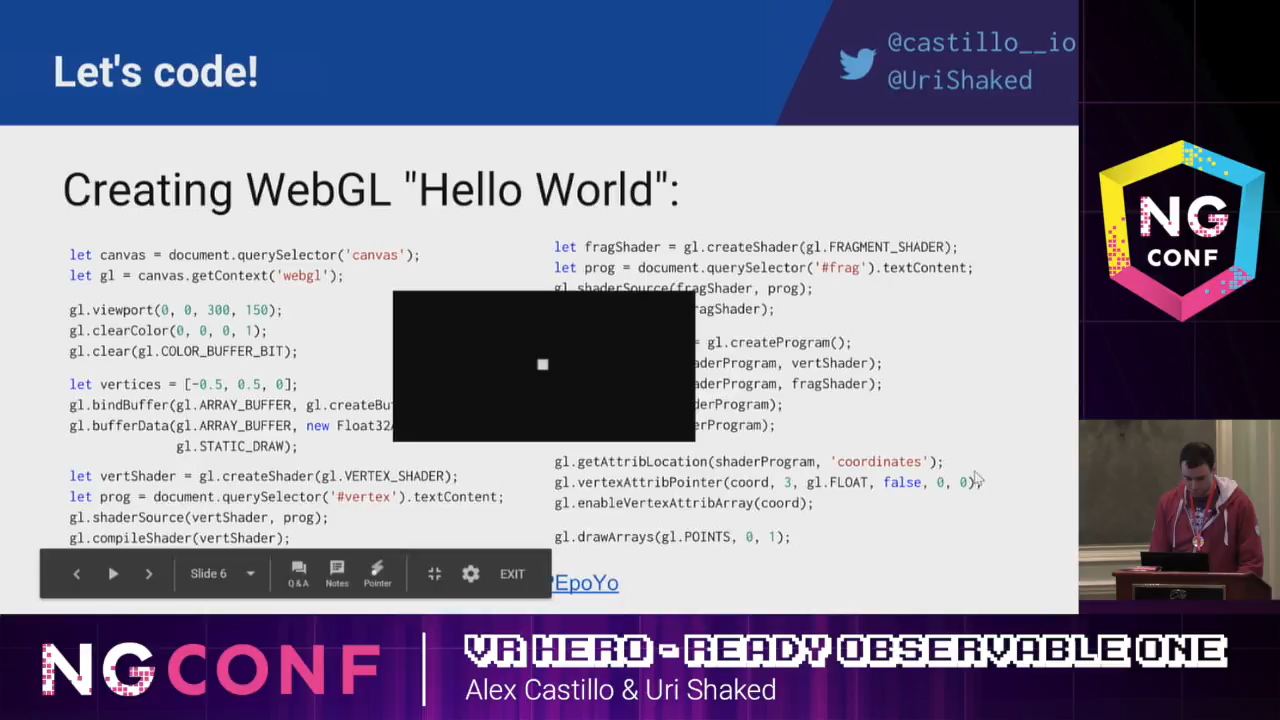 Let's code!
@castillo__io
@UriShaked
Creating WebGL "Hello World":
let canvas = document.querySelector('canvas');
let gl = canvas.getContext('webgl');
gl.viewport(0, 0, 300, 150);
gl.clearColor(0, 0, 0, 1);
gl.clear(gl.COLOR_BUFFER_BIT);
let vertices = [-0.5, 0.5, 0];
gl.bindBuffer(gl.ARRAY_BUFFER, gl.createBu
gl.bufferData(gl.ARRAY_BUFFER, new Float32
gl.STATIC_DRAW);
let vertShader = gl.createShader(gl.VERTEX_SHADER);
let prog = document.querySelector('#vertex').textContent;
gl.shaderSource(vertShader, prog);
gl.compileShader(vertShader);
let fragShader = gl.createShader(gl.FRAGMENT_SHADER);
let prog = document.querySelector('#frag').textContent;
gl.shaderSource(fragShader, prog);
ragShader);
= gl.createProgram();
aderProgram, vertShader);
aderProgram, fragShader);
derProgram);
erProgram);
gl.getAttribLocation(shaderProgram, 'coordinates');
gl.vertexAttribPointer(coord, 3, gl.FLOAT, false, 0, 0);
gl.enableVertexAttribArray(coord);
gl.drawArrays(gl.POINTS, 0, 1);
EpoYo
Slide 6
Q&A
Notes
Pointer
EXIT
NG
CONF
NGCONF
VR HERO - READY OBSERVABLE ONE
Alex Castillo & Uri Shaked